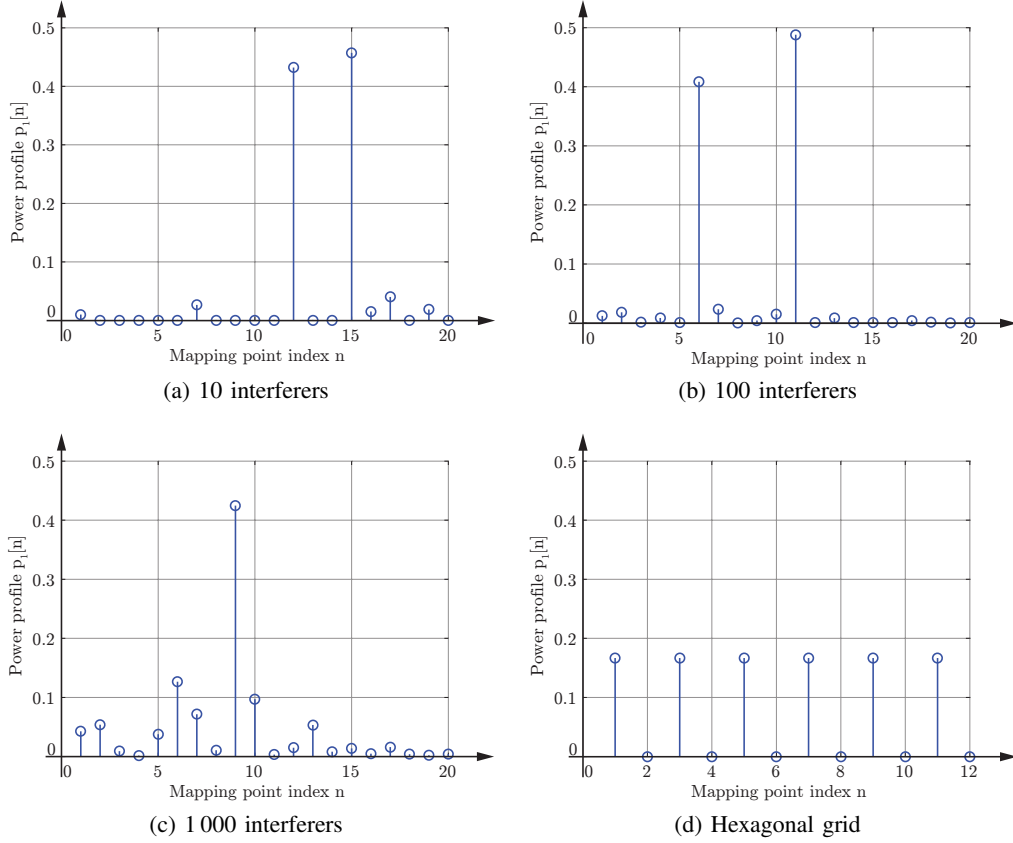 0.5
0.4
0.3
0.2
0.1
0
Power profile p₁[n]
0 5 10 15 20
Mapping point index n
(a) 10 interferers
0.5
0.4
0.3
0.2
0.1
0
Power profile p₁[n]
0 5 10 15 20
Mapping point index n
(b) 100 interferers
0.5
0.4
0.3
0.2
0.1
0
Power profile p₁[n]
0 5 10 15 20
Mapping point index n
(c) 1 000 interferers
0.5
0.4
0.3
0.2
0.1
0
Power profile p₁[n]
0 2 4 6 8 10 12
Mapping point index n
(d) Hexagonal grid